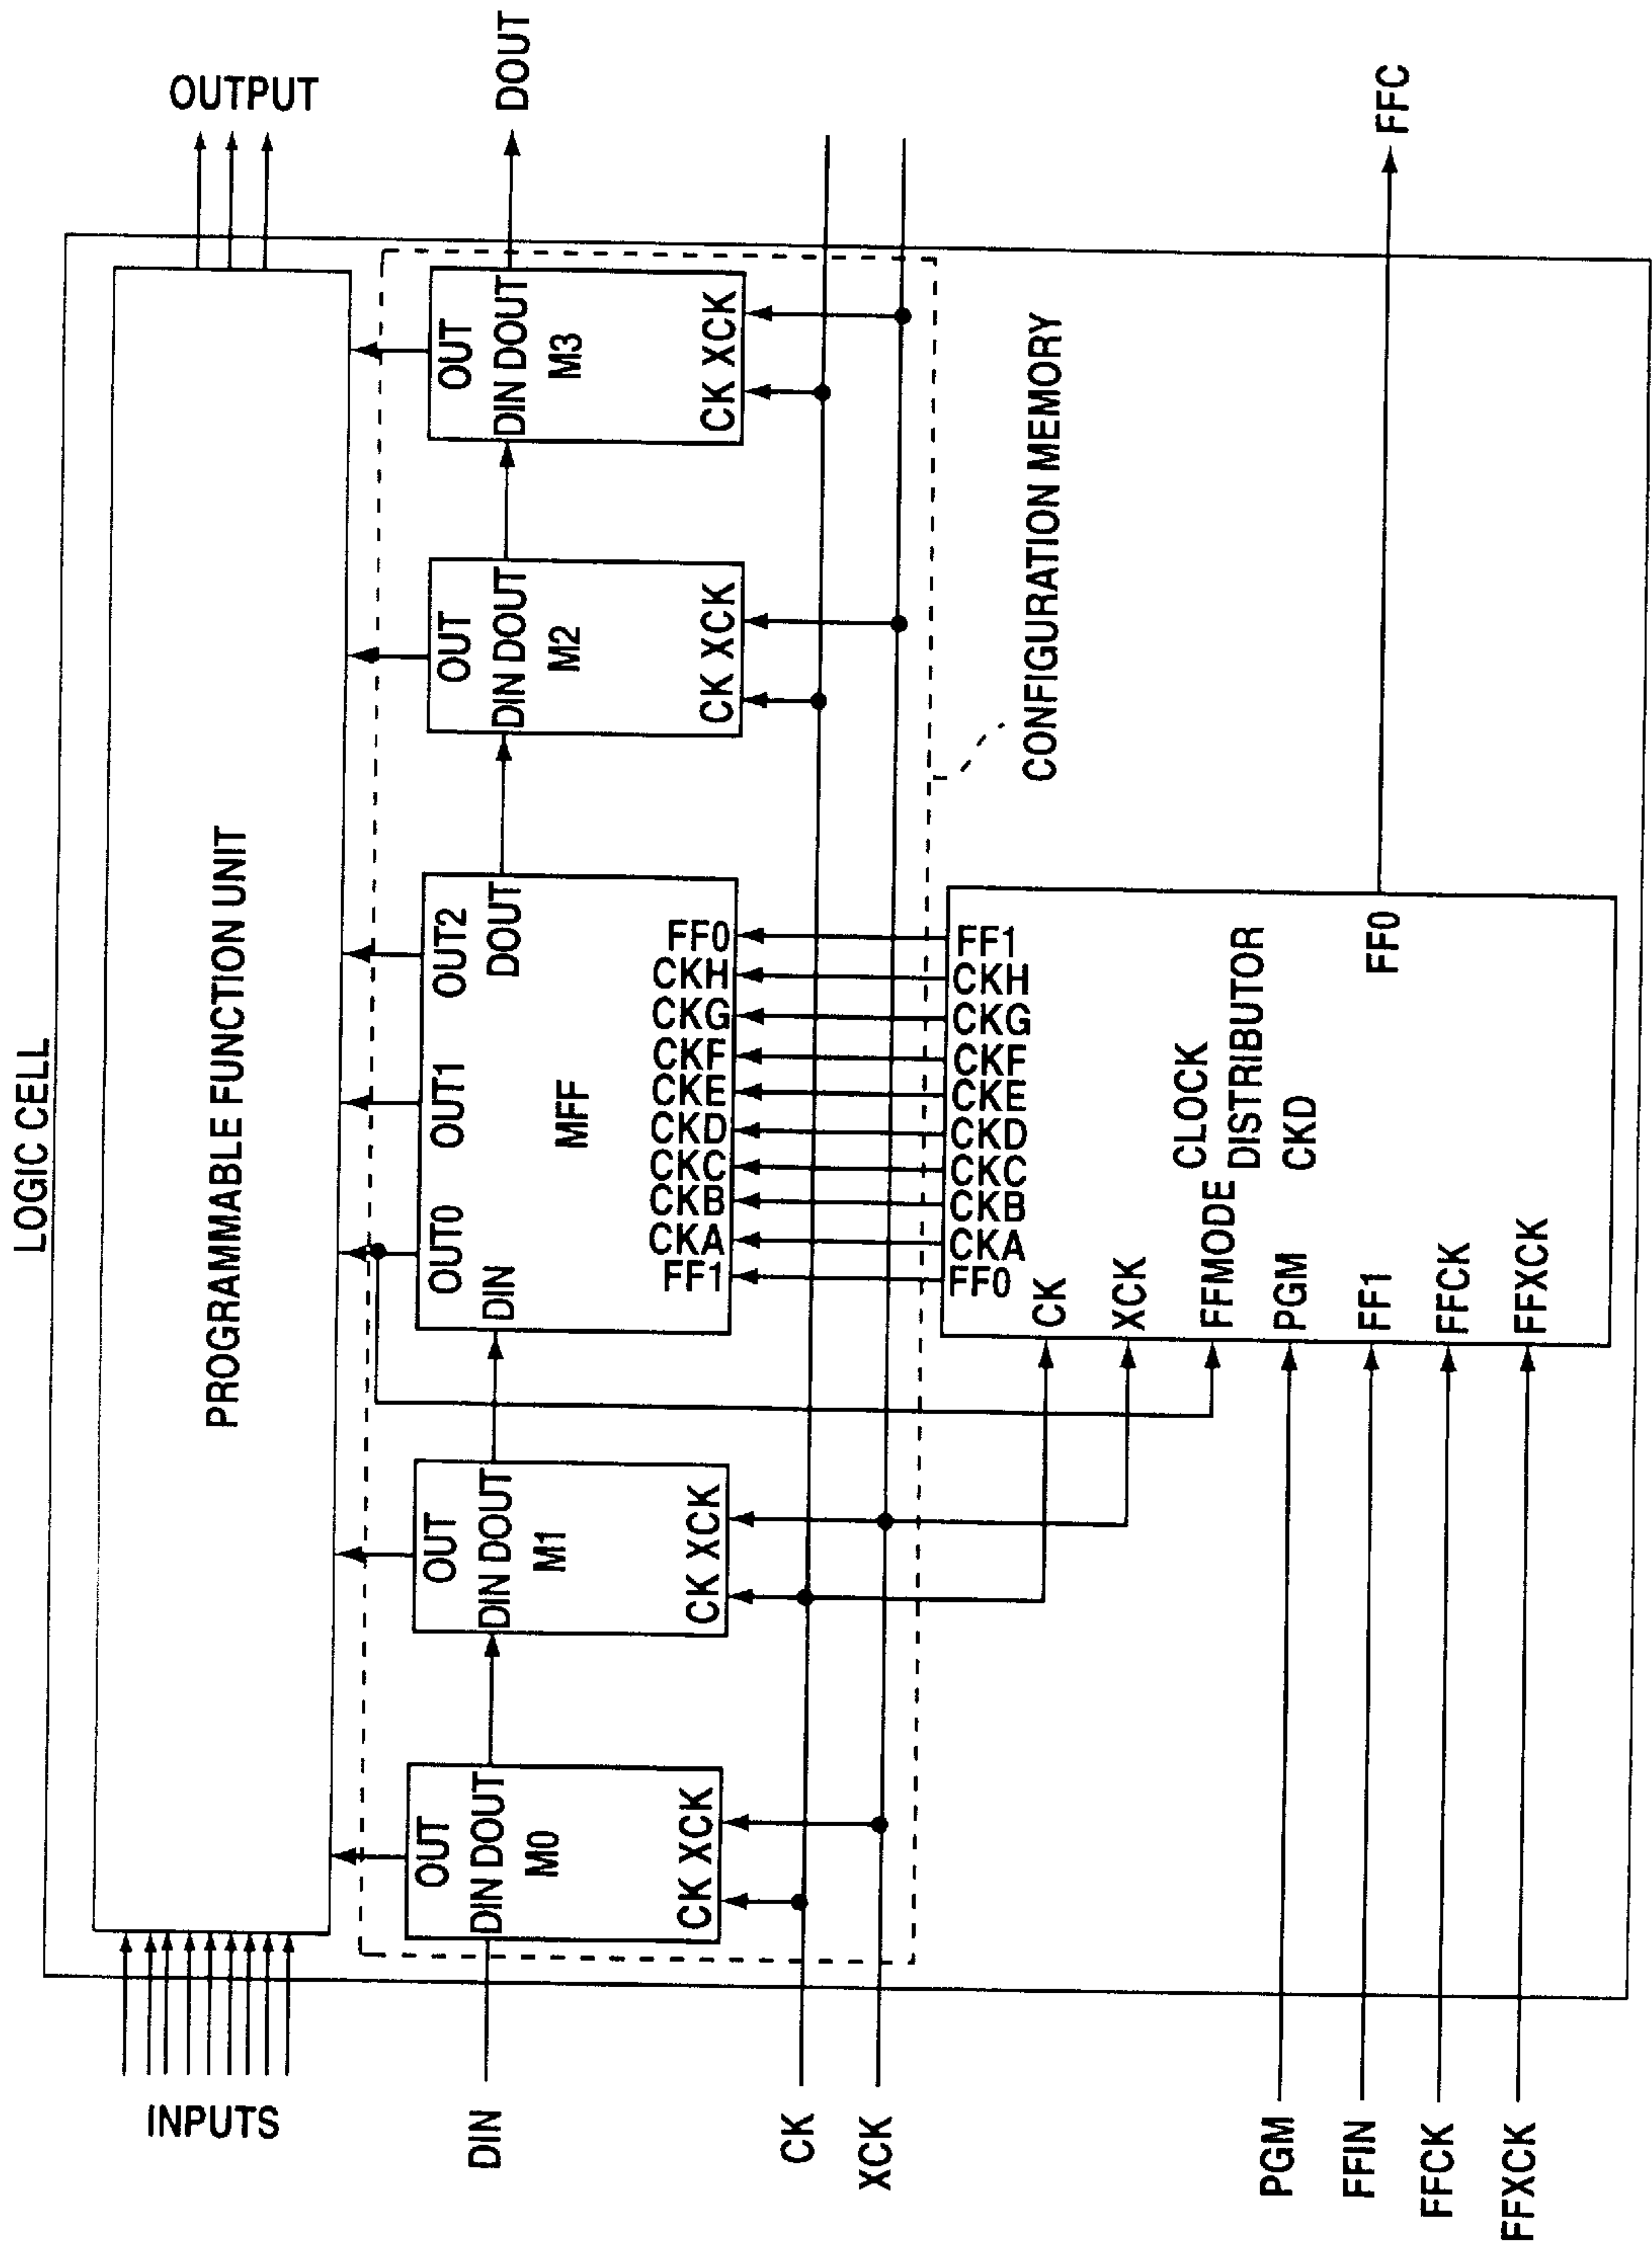 LOGIC CELL
PROGRAMMABLE FUNCTION UNIT
INPUTS
OUTPUT
OUT
DIN DOUT
M0
CK XCK
OUT
DIN DOUT
M1
CK XCK
OUT0 OUT1 OUT2
DIN DOUT
MFF
FF1 CKA CKB CKC CKD CKE CKF CKG CKH FF0
OUT
DIN DOUT
M2
CK XCK
OUT
DIN DOUT
M3
CK XCK
DIN
DOUT
CK
XCK
CONFIGURATION MEMORY
FF0 CKA CKB CKC CKD CKE CKF CKG CKH FF1
CK
XCK
FFMODE
PGM
FF1
FFCK
FFXCK
CLOCK
DISTRIBUTOR
CKD
FF0
FFC
PGM
FFIN
FFCK
FFXCK